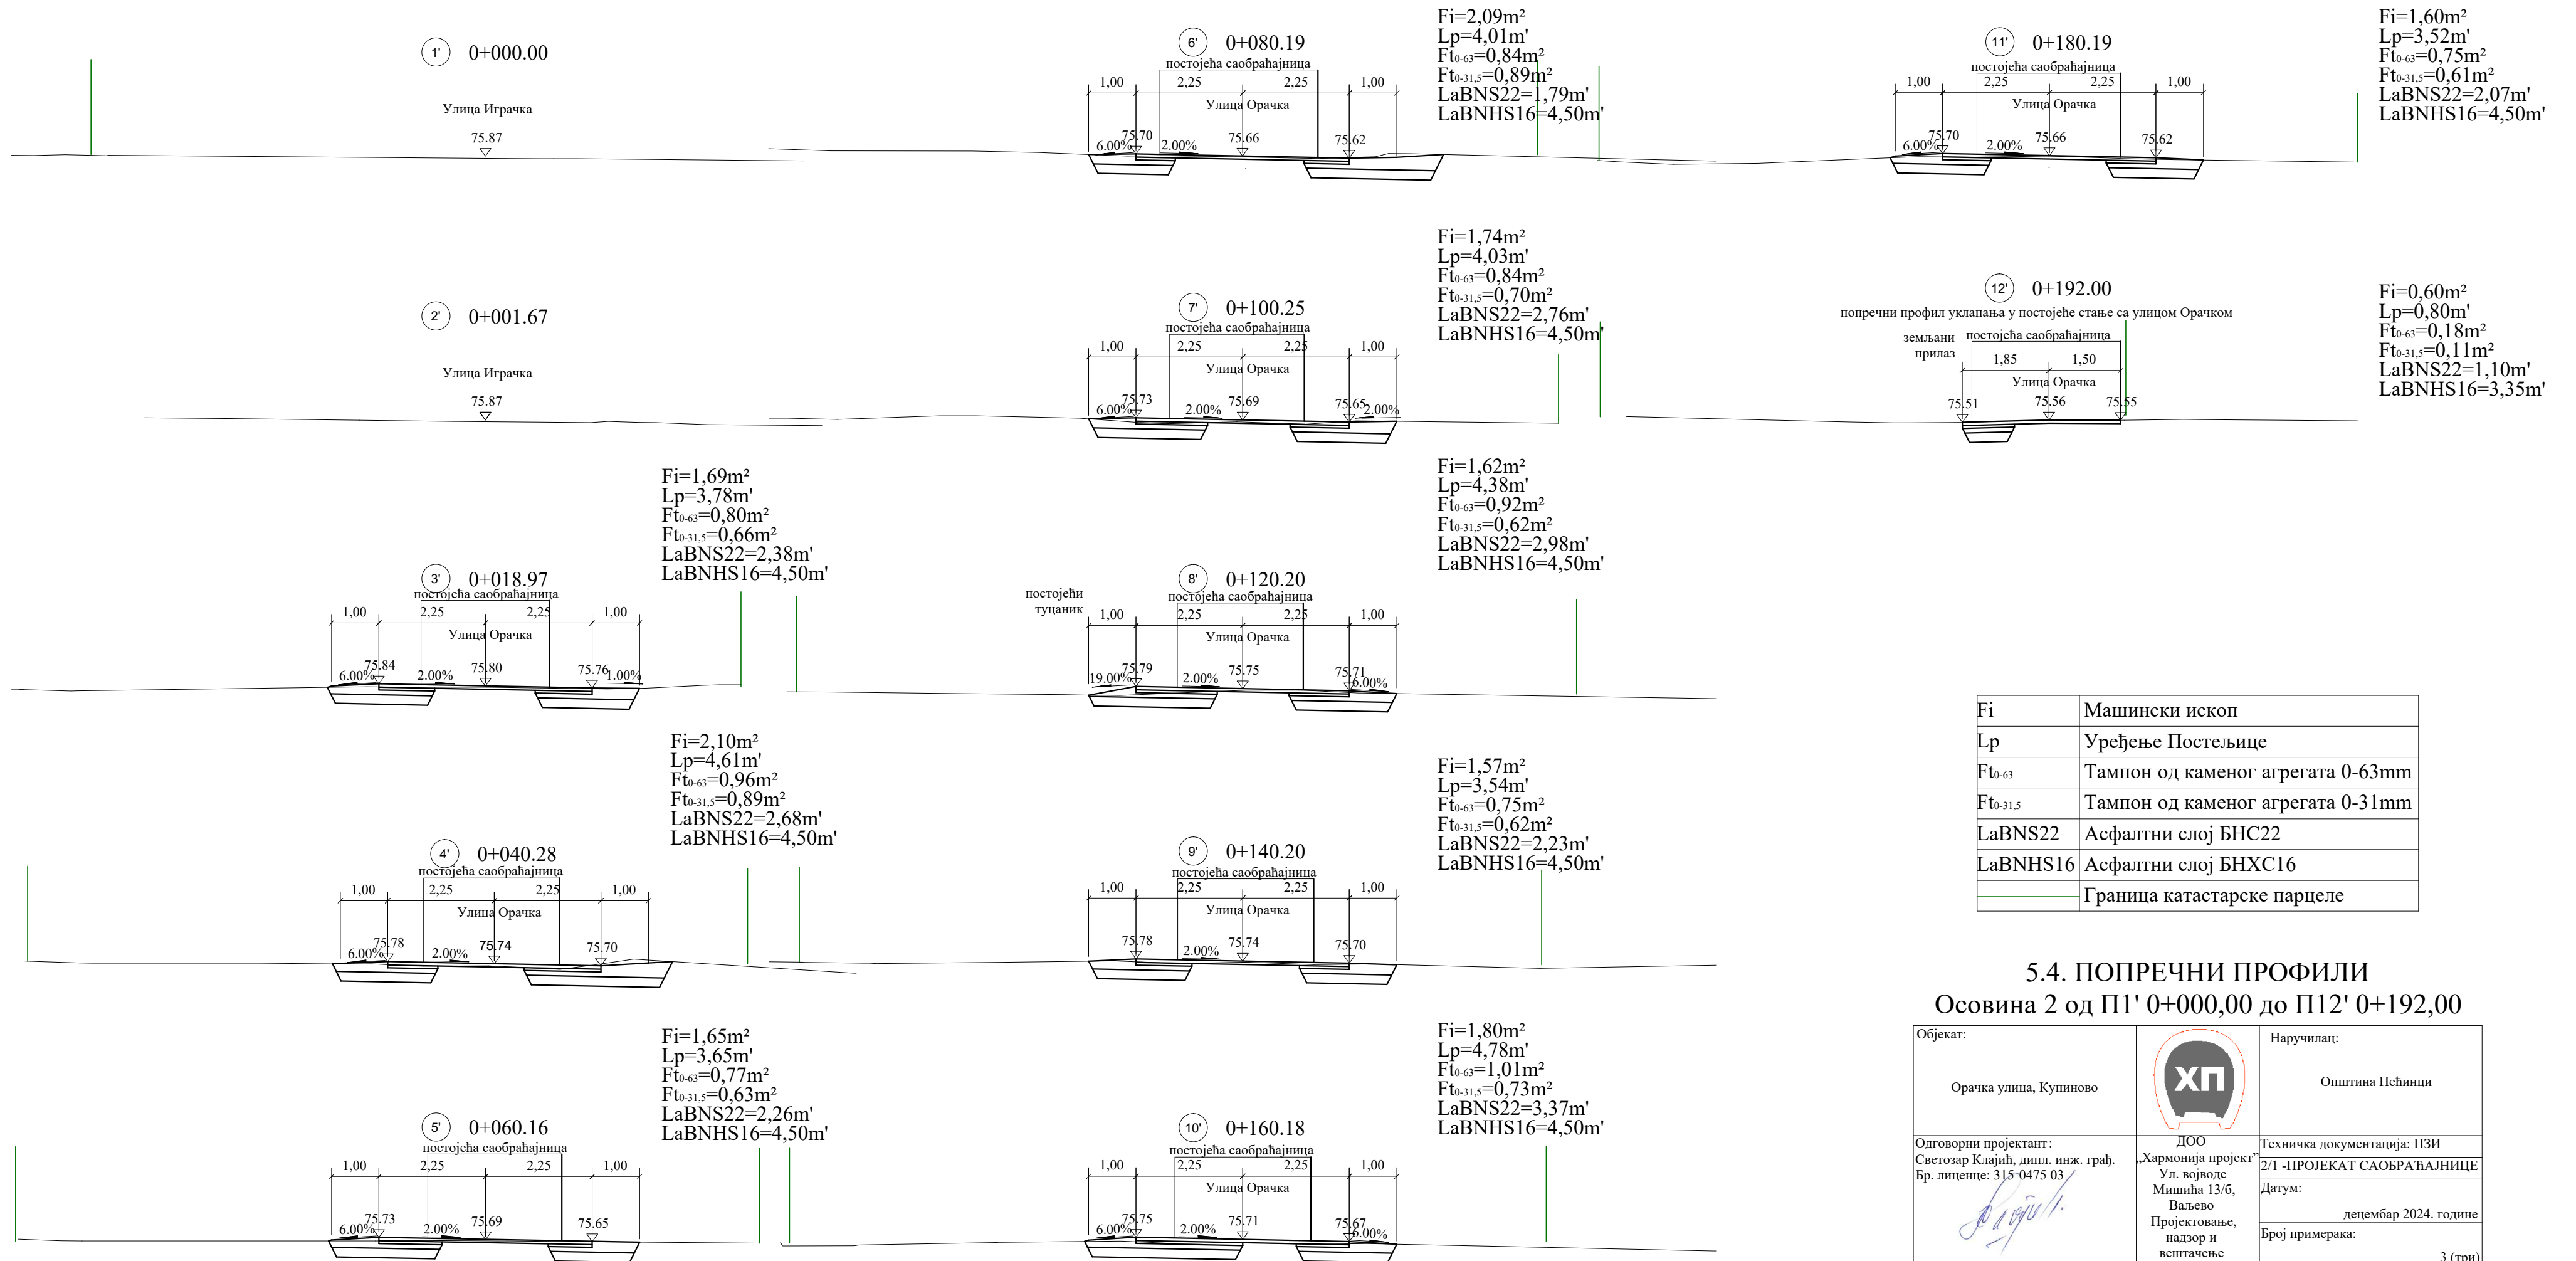 1' 0+000.00
Улица Играчка
75.87
2' 0+001.67
Улица Играчка
75.87
Fi=1,69m²
Lp=3,78m'
Ft0-63=0,80m²
Ft0-31,5=0,66m²
LaBNS22=2,38m'
LaBNHS16=4,50m'
3' 0+018.97
постојећа саобраћајница
1,00 2,25 2,25 1,00
Улица Орачка
75.84 75.80 75.76
6.00% 2.00% 1.00%
Fi=2,10m²
Lp=4,61m'
Ft0-63=0,96m²
Ft0-31,5=0,89m²
LaBNS22=2,68m'
LaBNHS16=4,50m'
4' 0+040.28
постојећа саобраћајница
1,00 2,25 2,25 1,00
Улица Орачка
75.78 75.74 75.70
6.00% 2.00%
Fi=1,65m²
Lp=3,65m'
Ft0-63=0,77m²
Ft0-31,5=0,63m²
LaBNS22=2,26m'
LaBNHS16=4,50m'
5' 0+060.16
постојећа саобраћајница
1,00 2,25 2,25 1,00
75.73 75.69 75.65
6.00% 2.00%
Fi=2,09m²
Lp=4,01m'
Ft0-63=0,84m²
Ft0-31,5=0,89m²
LaBNS22=1,79m'
LaBNHS16=4,50m'
6' 0+080.19
постојећа саобраћајница
1,00 2,25 2,25 1,00
Улица Орачка
75.70 75.66 75.62
6.00% 2.00%
Fi=1,74m²
Lp=4,03m'
Ft0-63=0,84m²
Ft0-31,5=0,70m²
LaBNS22=2,76m'
LaBNHS16=4,50m'
7' 0+100.25
постојећа саобраћајница
1,00 2,25 2,25 1,00
Улица Орачка
75.73 75.69 75.65
6.00% 2.00% 2.00%
Fi=1,62m²
Lp=4,38m'
Ft0-63=0,92m²
Ft0-31,5=0,62m²
LaBNS22=2,98m'
LaBNHS16=4,50m'
8' 0+120.20
постојећа саобраћајница
постојећи
туцаник
1,00 2,25 2,25 1,00
Улица Орачка
75.79 75.75 75.71
19.00% 2.00% 6.00%
Fi=1,57m²
Lp=3,54m'
Ft0-63=0,75m²
Ft0-31,5=0,62m²
LaBNS22=2,23m'
LaBNHS16=4,50m'
9' 0+140.20
постојећа саобраћајница
1,00 2,25 2,25 1,00
Улица Орачка
75.78 75.74 75.70
2.00%
Fi=1,80m²
Lp=4,78m'
Ft0-63=1,01m²
Ft0-31,5=0,73m²
LaBNS22=3,37m'
LaBNHS16=4,50m'
10' 0+160.18
постојећа саобраћајница
1,00 2,25 2,25 1,00
Улица Орачка
75.75 75.71 75.67
6.00% 2.00% 6.00%
Fi=1,60m²
Lp=3,52m'
Ft0-63=0,75m²
Ft0-31,5=0,61m²
LaBNS22=2,07m'
LaBNHS16=4,50m'
11' 0+180.19
постојећа саобраћајница
1,00 2,25 2,25 1,00
Улица Орачка
75.70 75.66 75.62
6.00% 2.00%
12' 0+192.00
попречни профил уклапања у постојеће стање са улицом Орачком
Fi=0,60m²
Lp=0,80m'
Ft0-63=0,18m²
Ft0-31,5=0,11m²
LaBNS22=1,10m'
LaBNHS16=3,35m'
земљани
прилаз
постојећа саобраћајница
1,85 1,50
Улица Орачка
75.51 75.56 75.55
Fi Машински ископ
Lp Уређење Постељице
Ft0-63 Тампон од каменог агрегата 0-63mm
Ft0-31,5 Тампон од каменог агрегата 0-31mm
LaBNS22 Асфалтни слој БНС22
LaBNHS16 Асфалтни слој БНХС16
Граница катастарске парцеле
5.4. ПОПРЕЧНИ ПРОФИЛИ
Осовина 2 од П1' 0+000,00 до П12' 0+192,00
Објекат:
Орачка улица, Купиново
ХП
Наручилац:
Општина Пећинци
Одговорни пројектант:
Светозар Клајић, дипл. инж. грађ.
Бр. лиценце: 315 0475 03
ДОО
„Хармонија пројект”
Ул. војводе
Мишића 13/б,
Ваљево
Пројектовање,
надзор и
вештачење
Техничка документација: ПЗИ
2/1 -ПРОЈЕКАТ САОБРАЋАЈНИЦЕ
Датум:
децембар 2024. године
Број примерака:
3 (три)